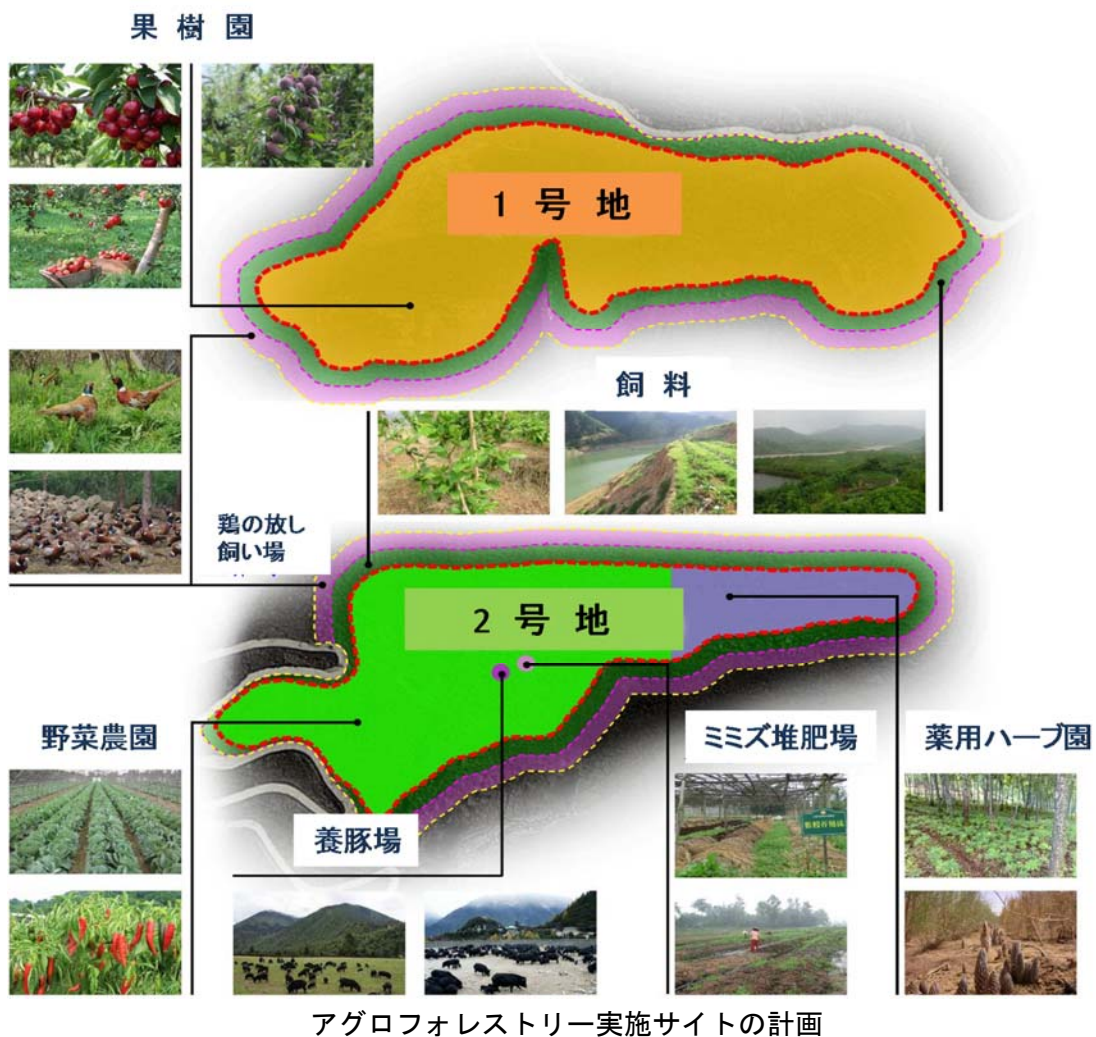 果 樹 園
1 号 地
飼 料
鶏の放し
飼い場
2 号 地
野菜農園
ミミズ堆肥場
薬用ハーブ園
養豚場
アグロフォレストリー実施サイトの計画